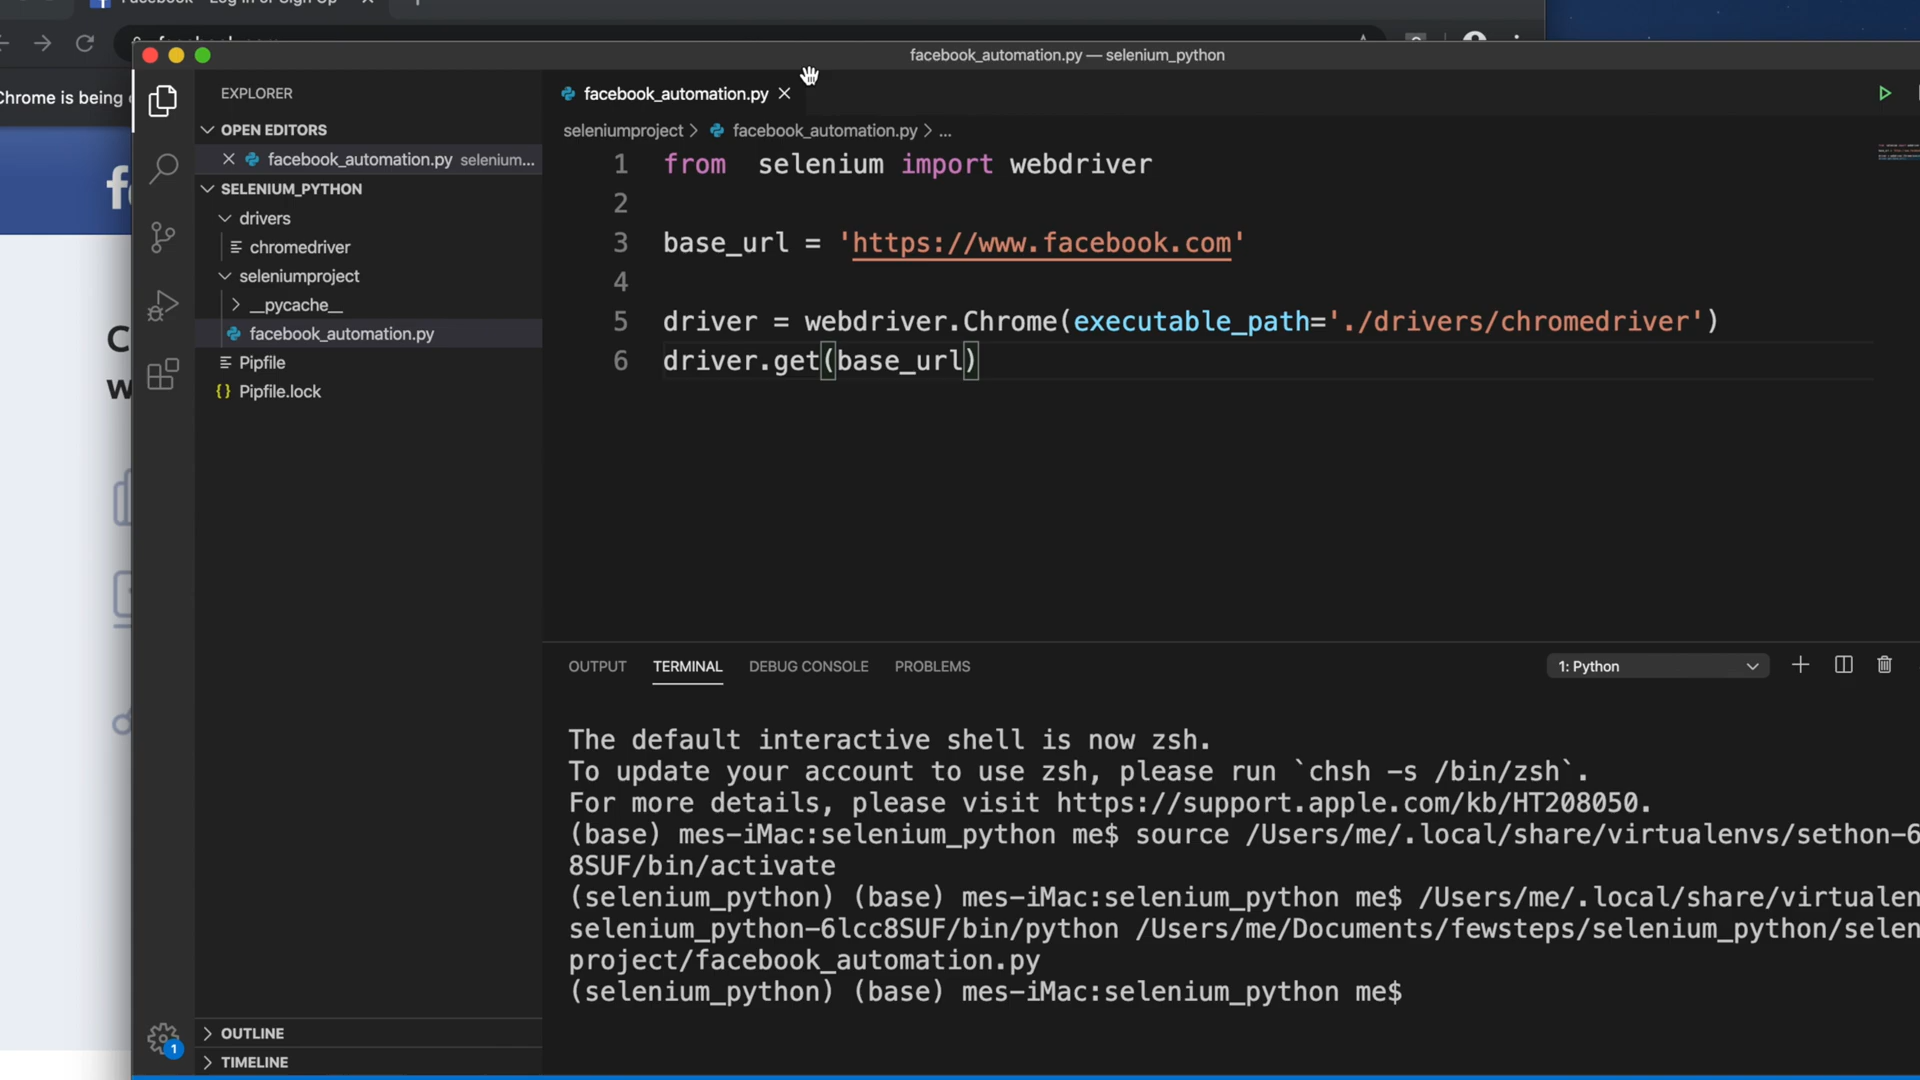 facebook_automation.py — selenium_python
Chrome is being
EXPLORER
OPEN EDITORS
facebook_automation.py selenium...
SELENIUM_PYTHON
drivers
chromedriver
seleniumproject
__pycache__
facebook_automation.py
Pipfile
{} Pipfile.lock
OUTLINE
TIMELINE
1
facebook_automation.py
seleniumproject > facebook_automation.py > ...
1 from  selenium import webdriver
2
3 base_url = 'https://www.facebook.com'
4
5 driver = webdriver.Chrome(executable_path='./drivers/chromedriver')
6 driver.get(base_url)
OUTPUT TERMINAL DEBUG CONSOLE PROBLEMS 1: Python
The default interactive shell is now zsh.
To update your account to use zsh, please run `chsh -s /bin/zsh`.
For more details, please visit https://support.apple.com/kb/HT208050.
(base) mes-iMac:selenium_python me$ source /Users/me/.local/share/virtualenvs/sethon-6
8SUF/bin/activate
(selenium_python) (base) mes-iMac:selenium_python me$ /Users/me/.local/share/virtualen
selenium_python-6lcc8SUF/bin/python /Users/me/Documents/fewsteps/selenium_python/selen
project/facebook_automation.py
(selenium_python) (base) mes-iMac:selenium_python me$